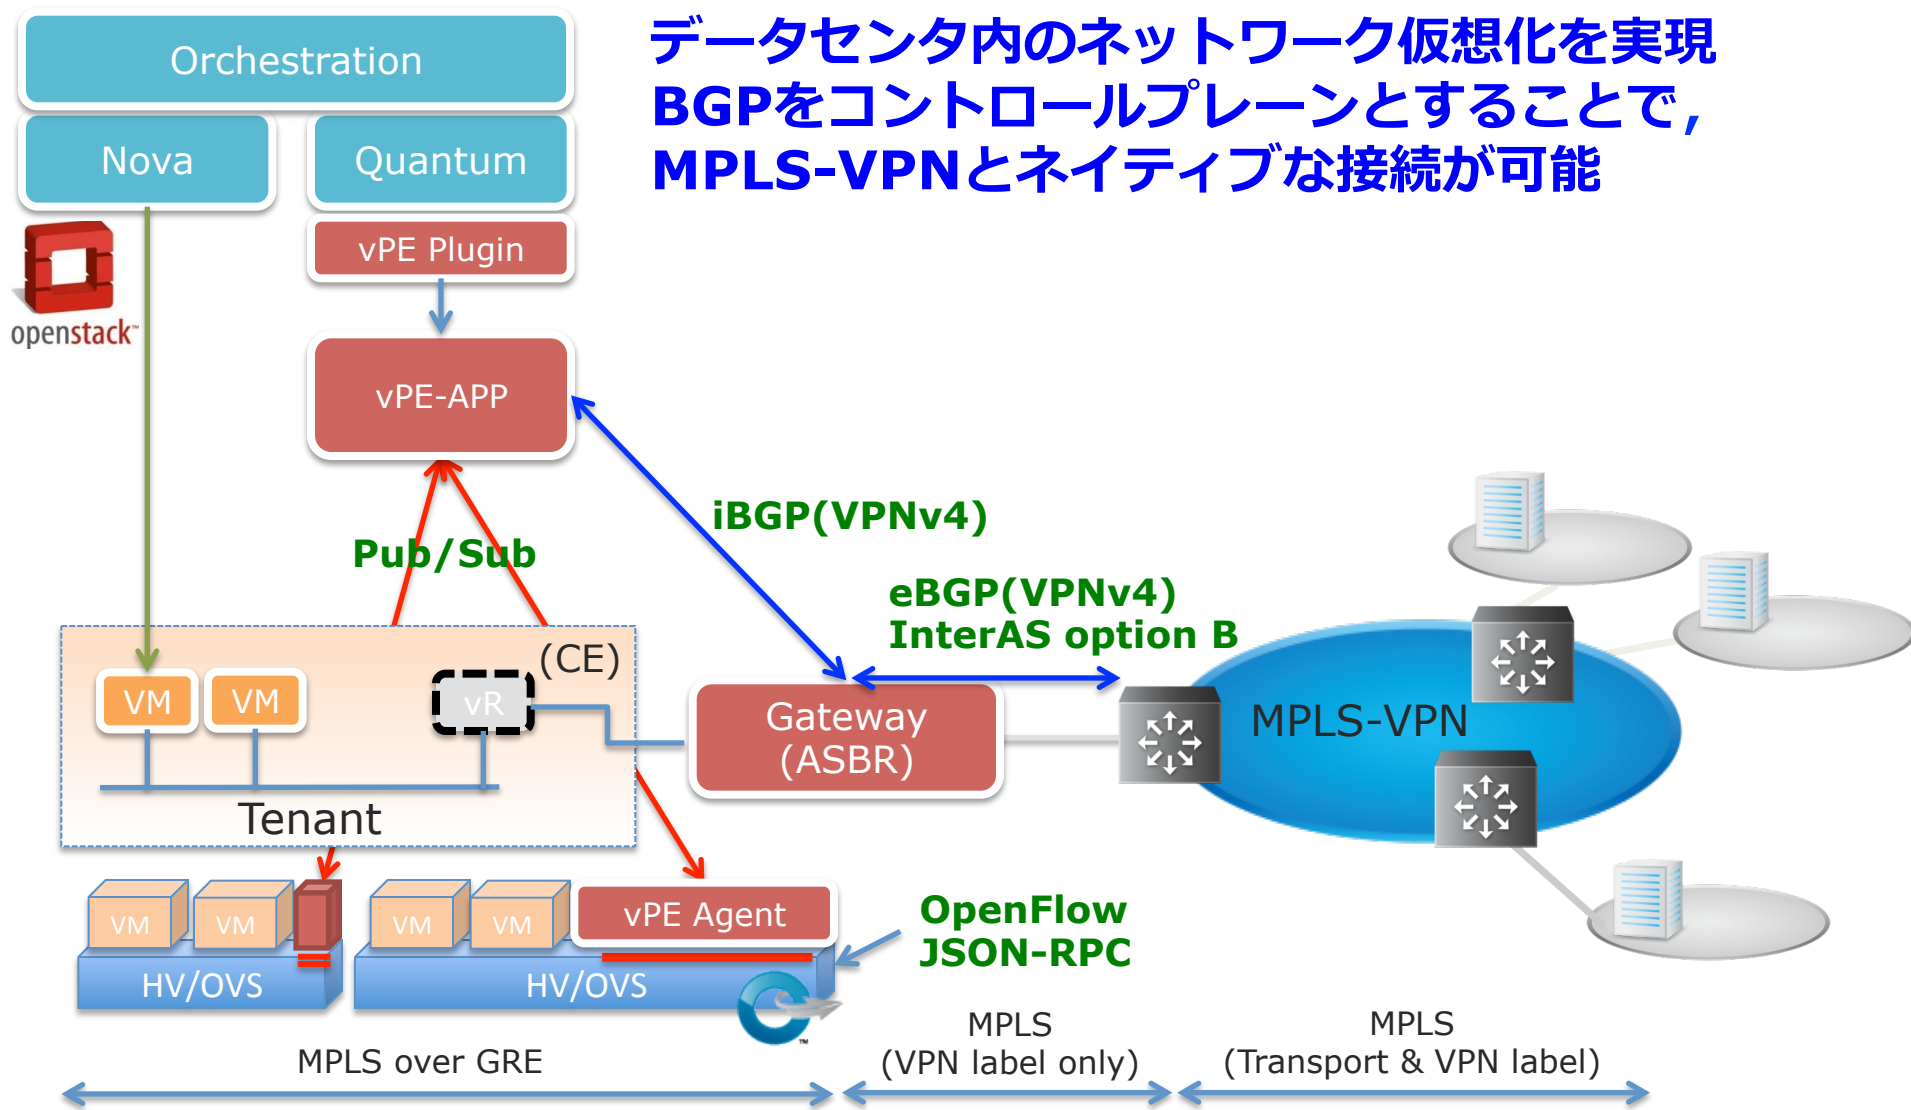 データセンタ内のネットワーク仮想化を実現
BGPをコントロールプレーンとすることで,
MPLS-VPNとネイティブな接続が可能
Orchestration
Nova
Quantum
vPE Plugin
openstack™
vPE-APP
iBGP(VPNv4)
Pub/Sub
eBGP(VPNv4)
InterAS option B
(CE)
VM
VM
vR
Gateway
(ASBR)
MPLS-VPN
Tenant
VM
VM
VM
VM
vPE Agent
OpenFlow
JSON-RPC
HV/OVS
HV/OVS
™
MPLS over GRE
MPLS
(VPN label only)
MPLS
(Transport & VPN label)